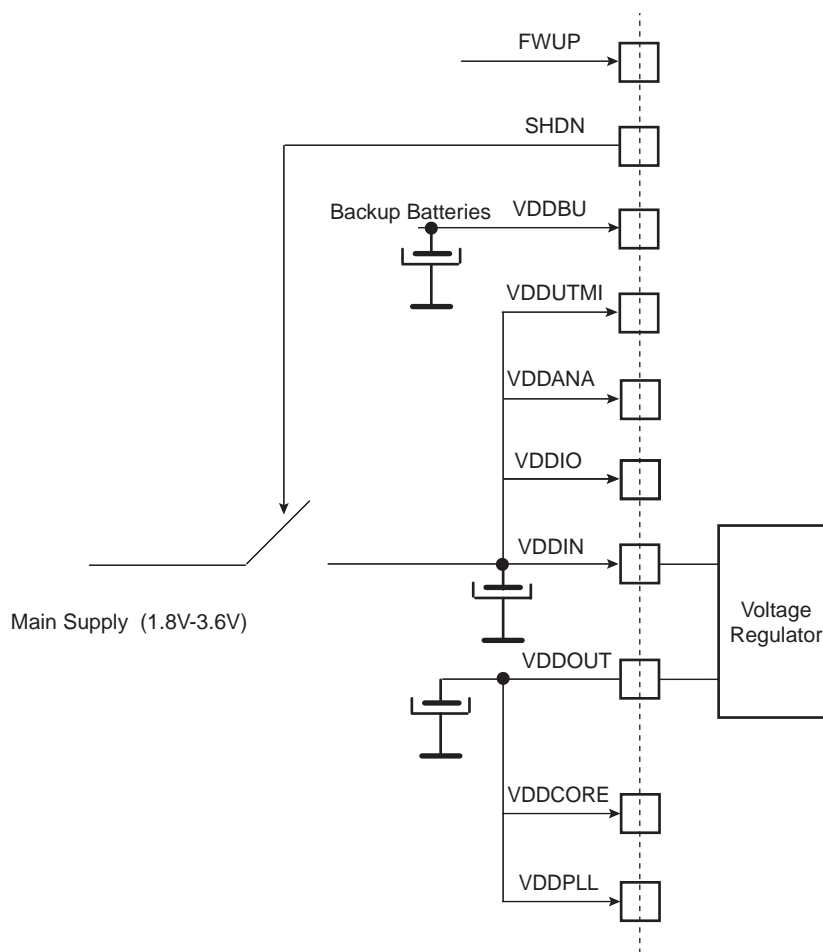 FWUP
SHDN
Backup Batteries
VDDBU
VDDUTMI
VDDANA
VDDIO
VDDIN
Main Supply (1.8V-3.6V)
Voltage
Regulator
VDDOUT
VDDCORE
VDDPLL